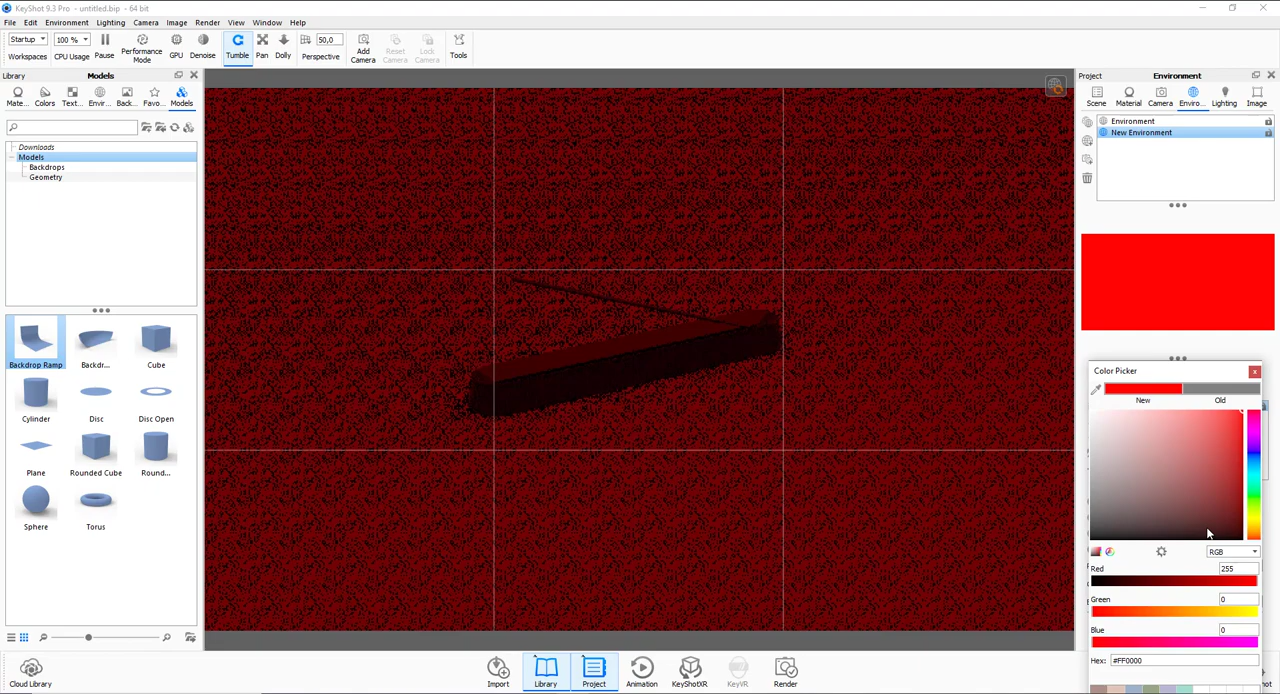 KeyShot 9.3 Pro - untitled.bip - 64 bit
File Edit Environment Lighting Camera Image Render View Window Help
Startup 100 % 50,0
Workspaces CPU Usage Pause Performance Mode GPU Denoise Tumble Pan Dolly Perspective Add Camera Reset Camera Lock Camera Tools
Library Models
Mate... Colors Text... Envir... Back... Favo... Models
Downloads
Models
Backdrops
Geometry
Backdrop Ramp Backdr... Cube
Cylinder Disc Disc Open
Plane Rounded Cube Round...
Sphere Torus
Project Environment
Scene Material Camera Enviro... Lighting Image
Environment
New Environment
Color Picker x
New Old
RGB
Red 255
Green 0
Blue 0
Hex: #FF0000
Cloud Library Import Library Project Animation KeyShotXR KeyVR Render